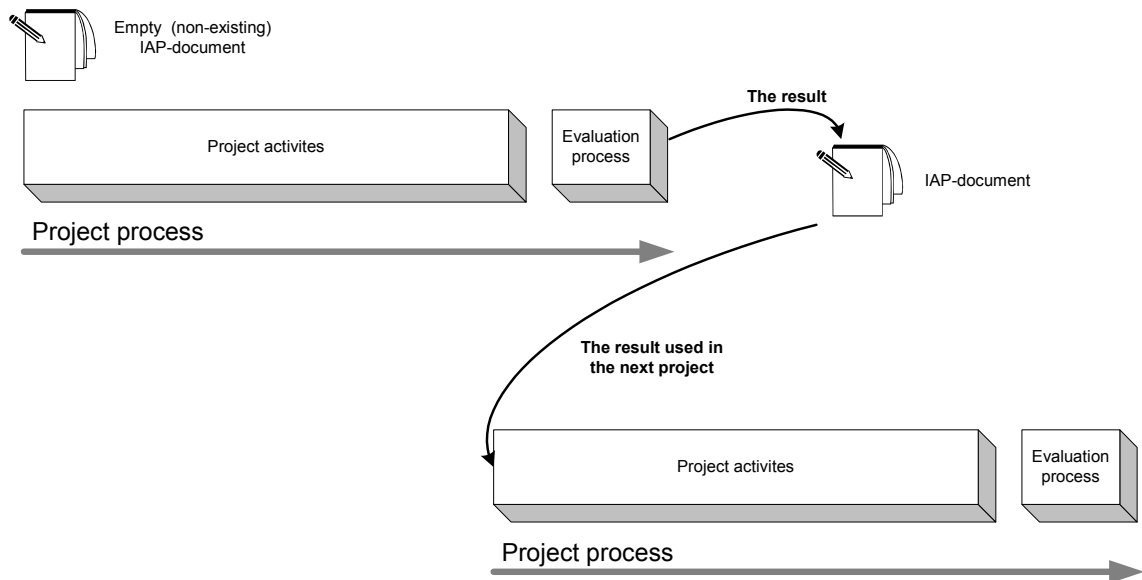 Empty (non-existing)
IAP-document
The result
Project activites
Evaluation
process
IAP-document
Project process
The result used in
the next project
Project activites
Evaluation
process
Project process